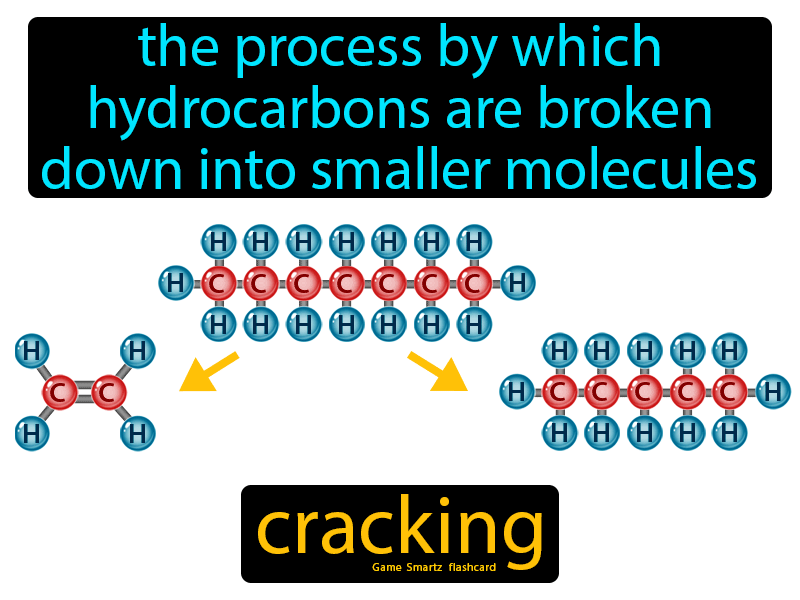 the process by which
hydrocarbons are broken
down into smaller molecules
H H H H H H H
H C C C C C C C H
H H H H H H H
H H
C C
H H
H H H H H
H C C C C C H
H H H H H
cracking
Game Smartz flashcard